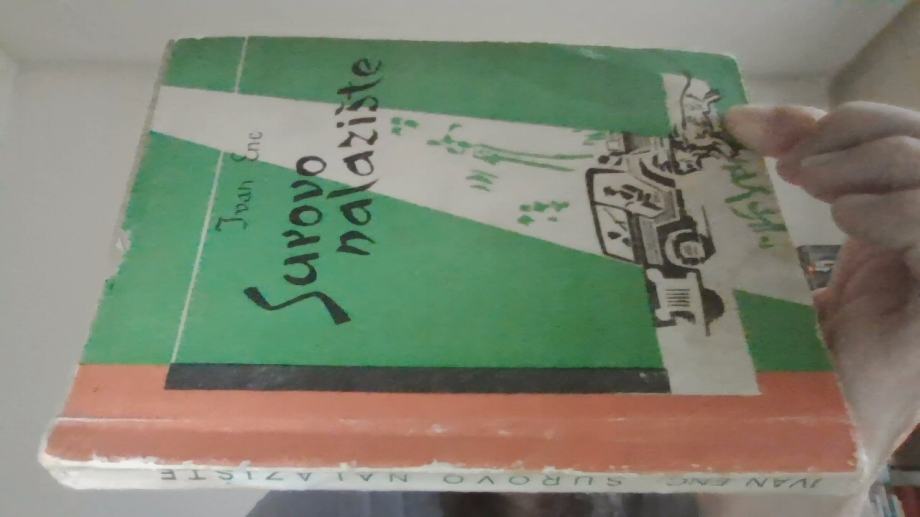 Ivan Enc
Surovo
nalazište
IVAN ENC SUROVO NALAZIŠTE